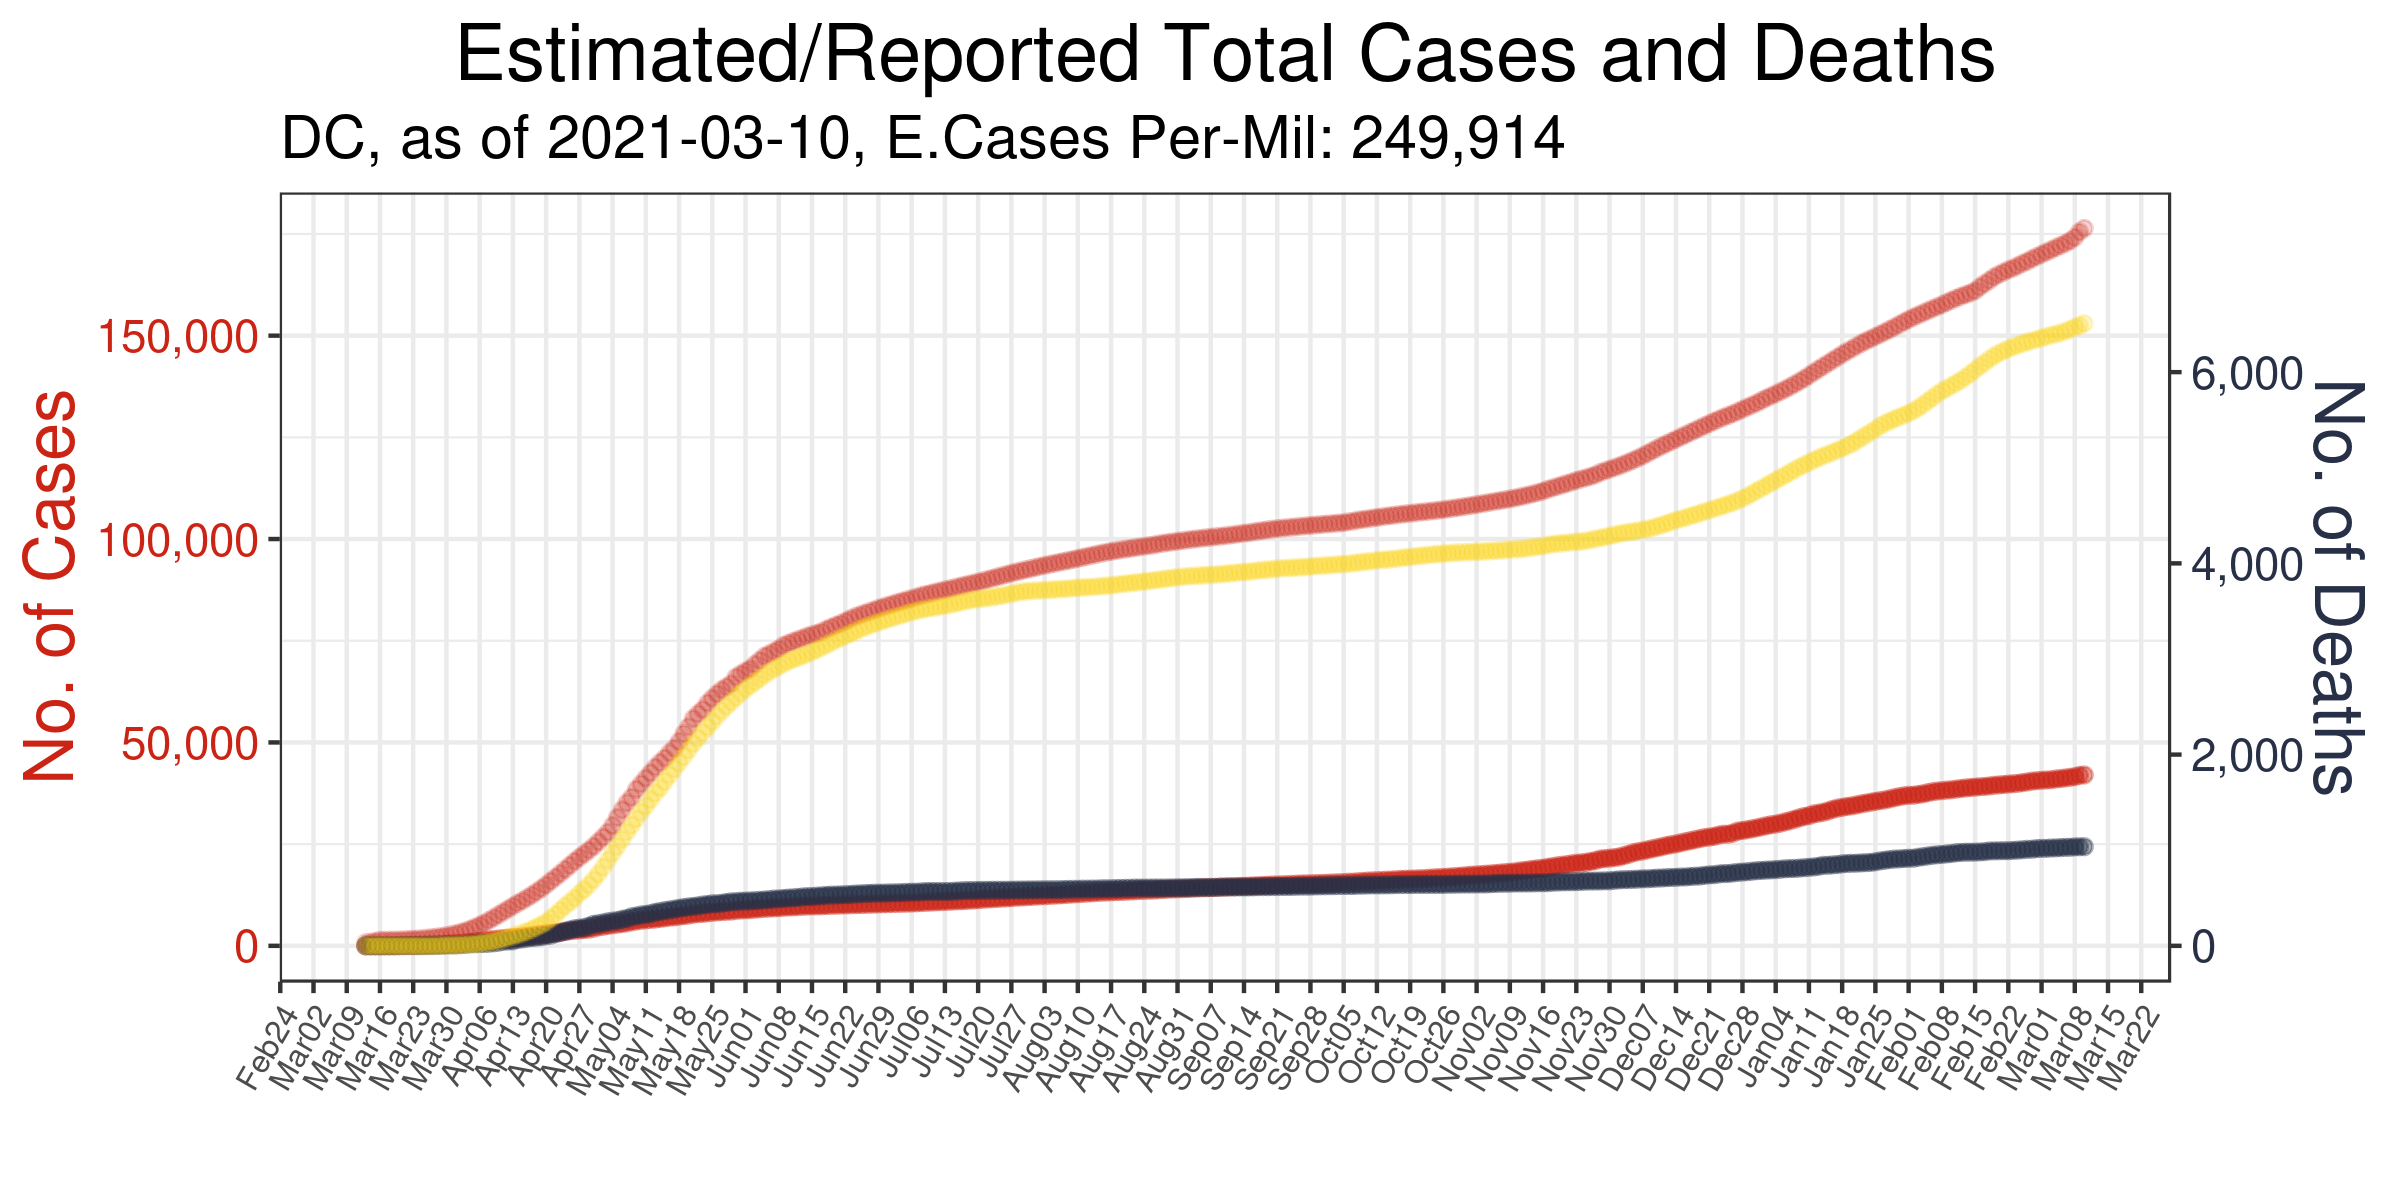 Estimated/Reported Total Cases and Deaths
DC, as of 2021-03-10, E.Cases Per-Mil: 249,914
No. of Cases
150,000
100,000
50,000
0
6,000
4,000
2,000
0
No. of Deaths
Feb24 Mar02 Mar09 Mar16 Mar23 Mar30 Apr06 Apr13 Apr20 Apr27 May04 May11 May18 May25 Jun01 Jun08 Jun15 Jun22 Jun29 Jul06 Jul13 Jul20 Jul27 Aug03 Aug10 Aug17 Aug24 Aug31 Sep07 Sep14 Sep21 Sep28 Oct05 Oct12 Oct19 Oct26 Nov02 Nov09 Nov16 Nov23 Nov30 Dec07 Dec14 Dec21 Dec28 Jan04 Jan11 Jan18 Jan25 Feb01 Feb08 Feb15 Feb22 Mar01 Mar08 Mar15 Mar22